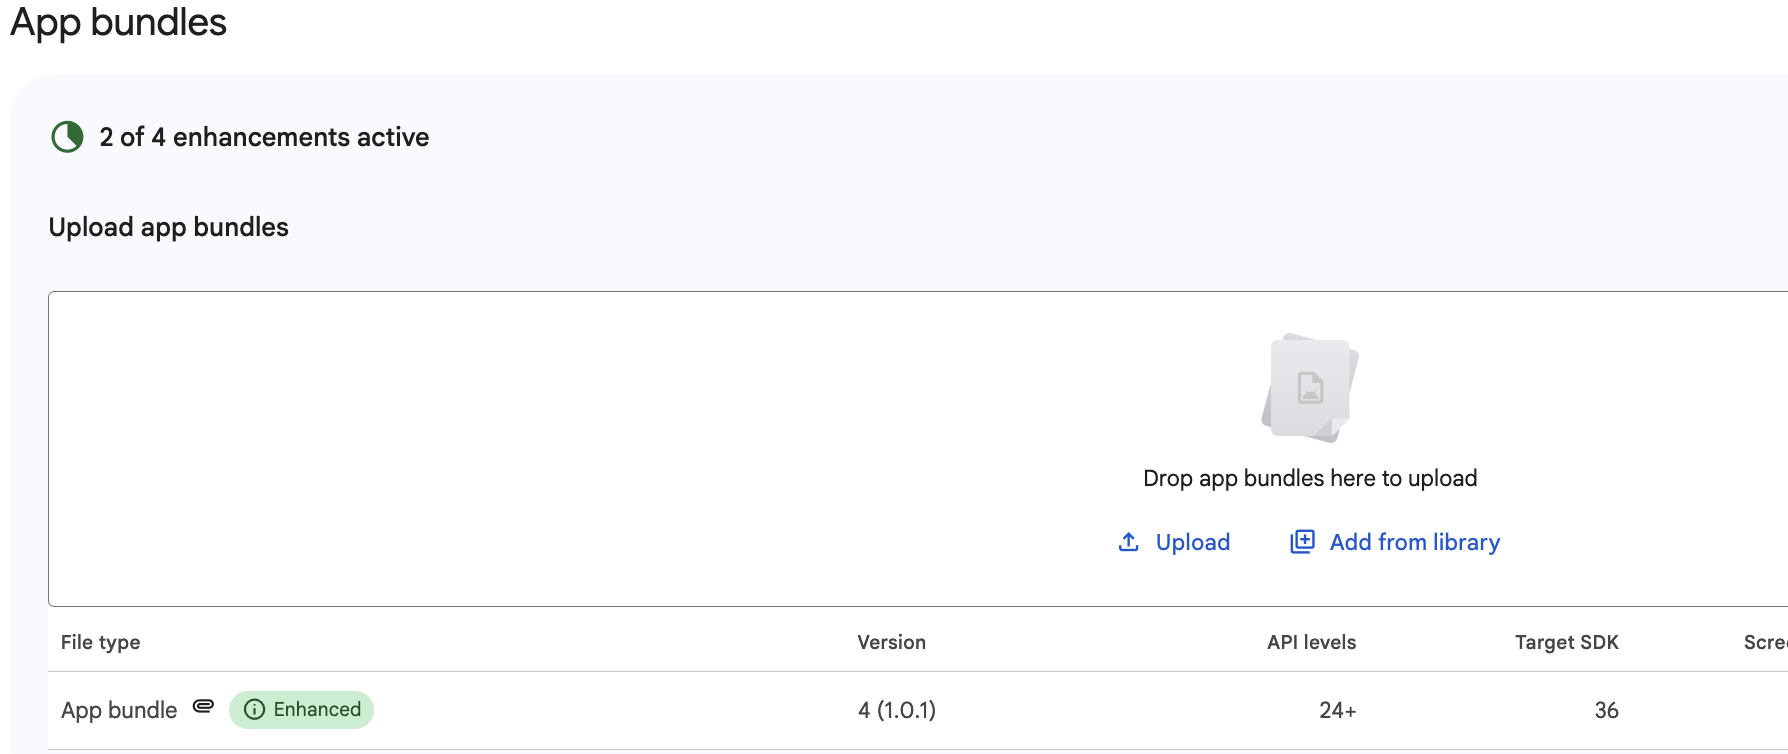 App bundles
2 of 4 enhancements active
Upload app bundles
Drop app bundles here to upload
Upload Add from library
File type Version API levels Target SDK
App bundle Enhanced 4 (1.0.1) 24+ 36